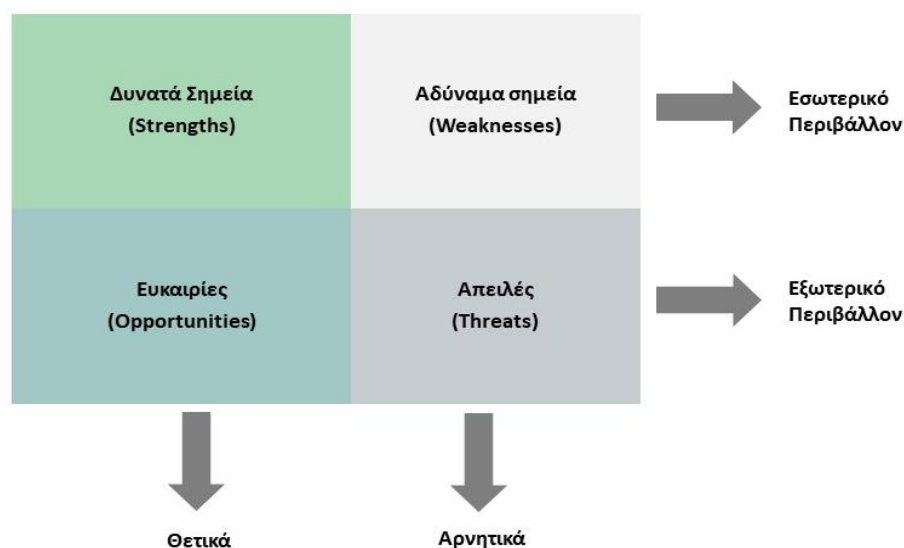 Δυνατά Σημεία
(Strengths)
Αδύναμα σημεία
(Weaknesses)
Εσωτερικό
Περιβάλλον
Ευκαιρίες
(Opportunities)
Απειλές
(Threats)
Εξωτερικό
Περιβάλλον
Θετικά
Αρνητικά